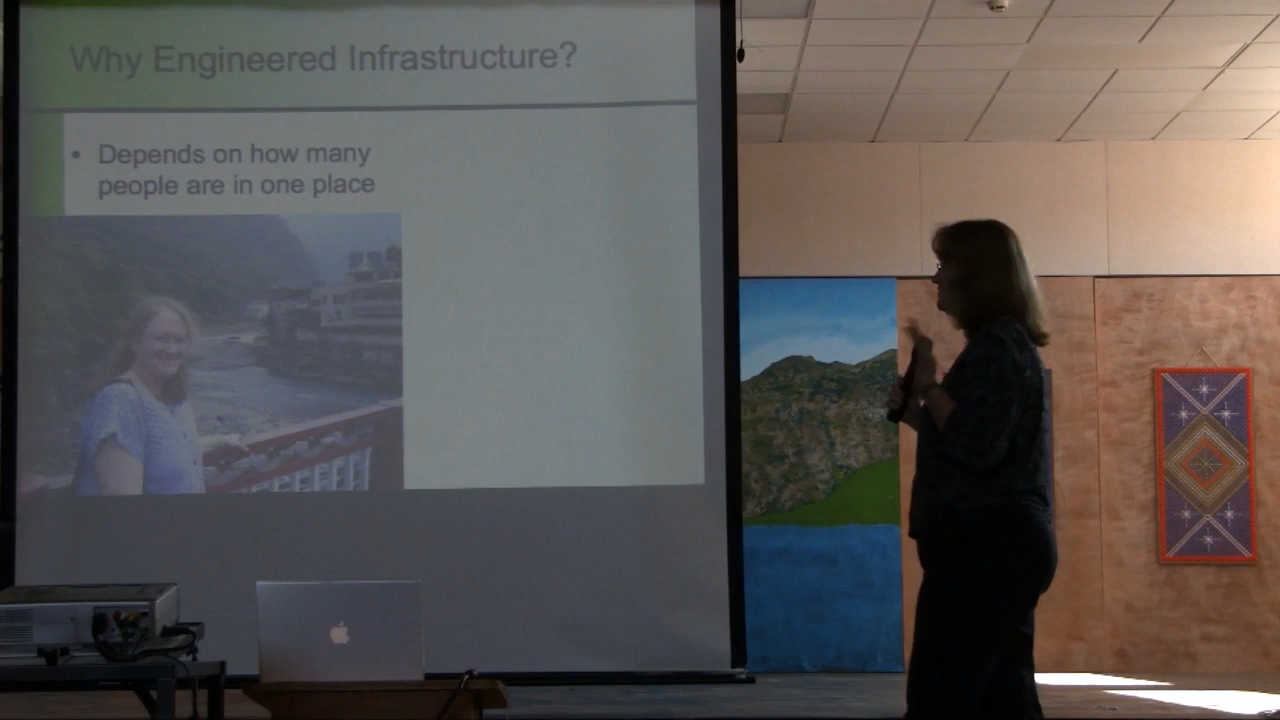 Why Engineered Infrastructure?
• Depends on how many
people are in one place